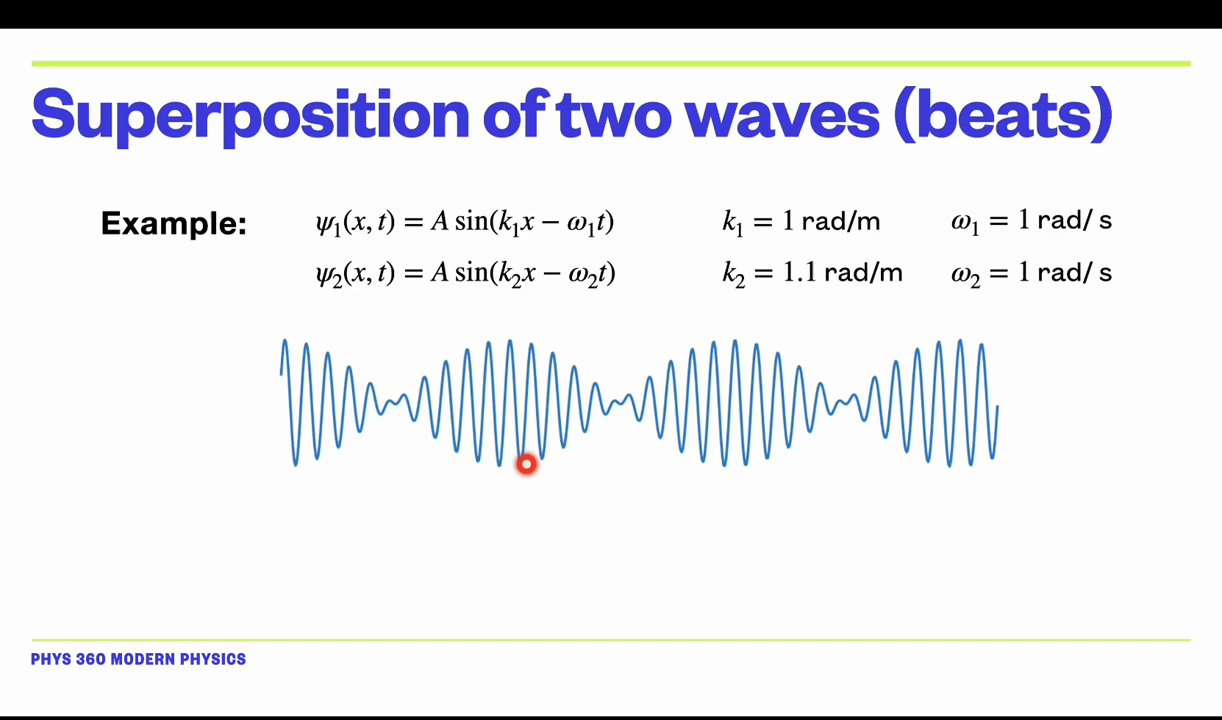 Superposition of two waves (beats)
Example: ψ₁(x, t) = A sin(k₁x − ω₁t) k₁ = 1 rad/m ω₁ = 1 rad/ s
ψ₂(x, t) = A sin(k₂x − ω₂t) k₂ = 1.1 rad/m ω₂ = 1 rad/ s
PHYS 360 MODERN PHYSICS